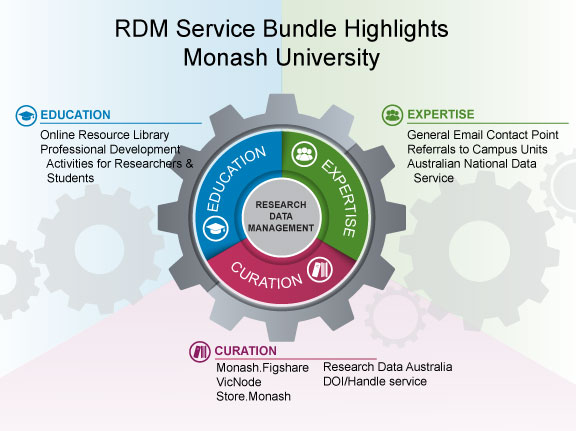 RDM Service Bundle Highlights
Monash University
EDUCATION
Online Resource Library
Professional Development
Activities for Researchers &
Students
EXPERTISE
General Email Contact Point
Referrals to Campus Units
Australian National Data
Service
EDUCATION
EXPERTISE
CURATION
RESEARCH
DATA
MANAGEMENT
CURATION
Monash.Figshare
VicNode
Store.Monash
Research Data Australia
DOI/Handle service